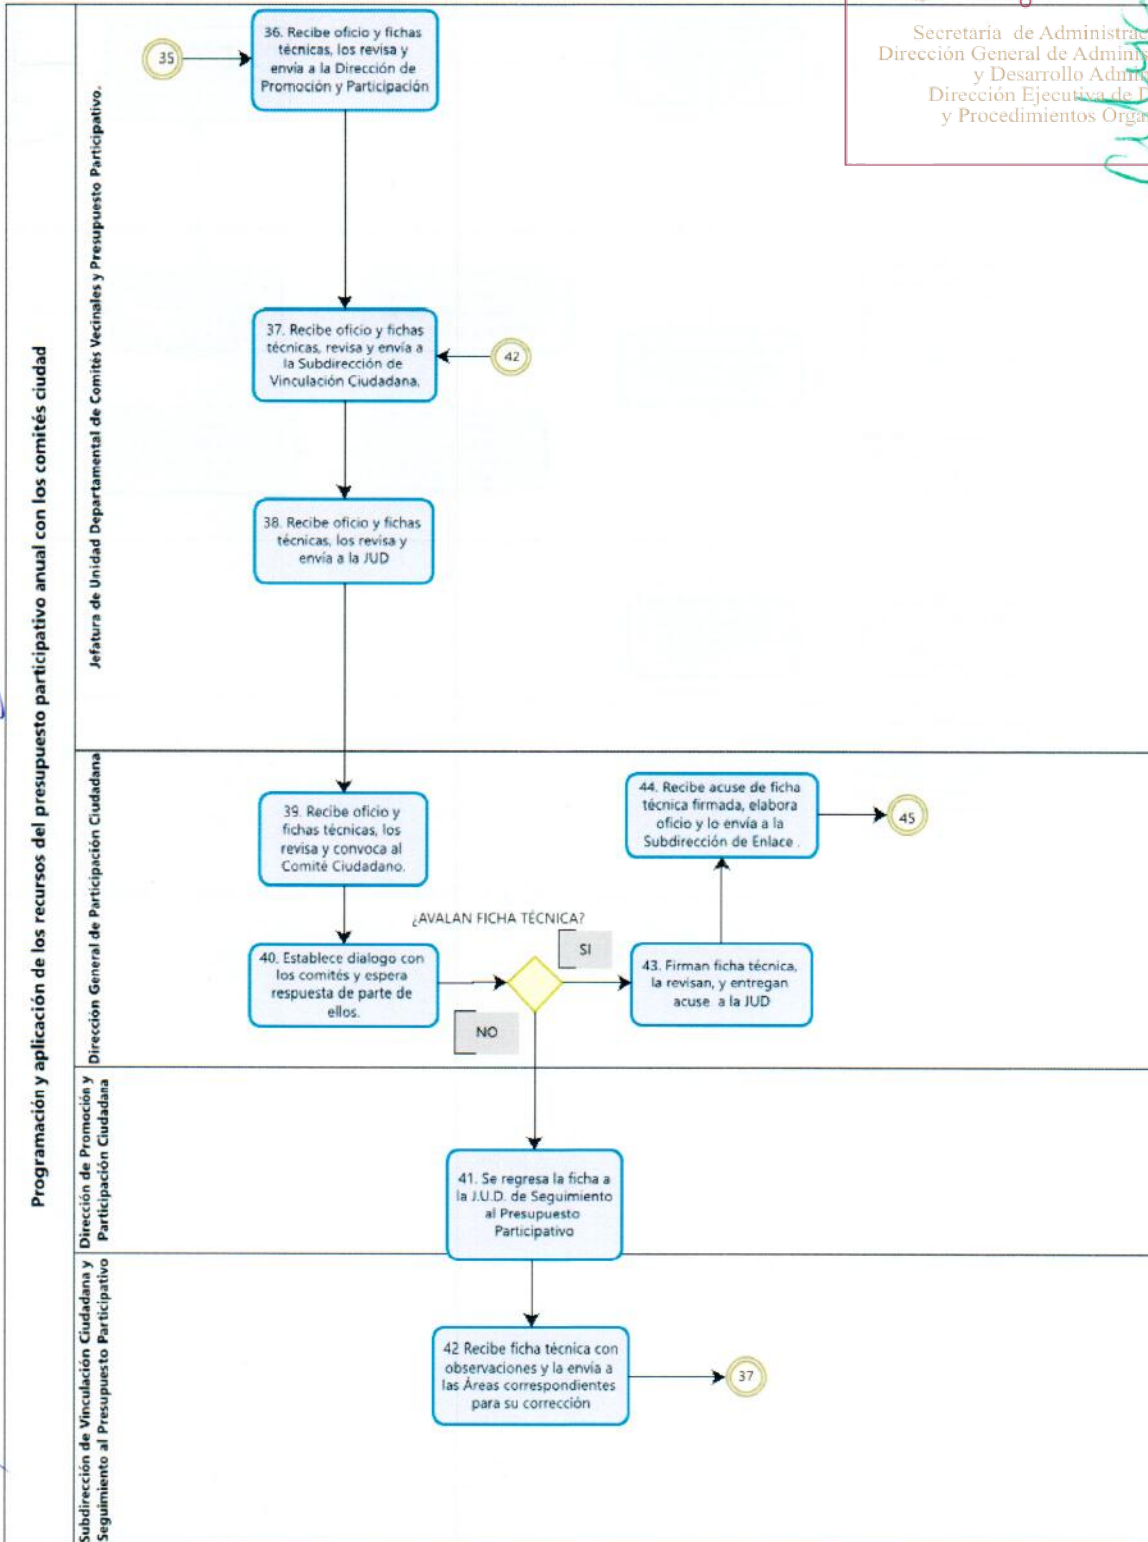 Secretaría de Administrac
Dirección General de Adminis
y Desarrollo Admi
Dirección Ejecutiva de D
y Procedimientos Orga
Programación y aplicación de los recursos del presupuesto participativo anual con los comités ciudad
Jefatura de Unidad Departamental de Comités Vecinales y Presupuesto Participativo.
35
36. Recibe oficio y fichas
técnicas, los revisa y
envía a la Dirección de
Promoción y Participación
37. Recibe oficio y fichas
técnicas, revisa y envía a
la Subdirección de
Vinculación Ciudadana.
42
38. Recibe oficio y fichas
técnicas, los revisa y
envía a la JUD
Dirección General de Participación Ciudadana
39. Recibe oficio y
fichas técnicas, los
revisa y convoca al
Comité Ciudadano.
44. Recibe acuse de ficha
técnica firmada, elabora
oficio y lo envía a la
Subdirección de Enlace .
45
¿AVALAN FICHA TÉCNICA?
SI
40. Establece dialogo con
los comités y espera
respuesta de parte de
ellos.
43. Firman ficha técnica,
la revisan, y entregan
acuse a la JUD
NO
Dirección de Promoción y
Participación Ciudadana
41. Se regresa la ficha a
la J.U.D. de Seguimiento
al Presupuesto
Participativo
Subdirección de Vinculación Ciudadana y
Seguimiento al Presupuesto Participativo
42 Recibe ficha técnica con
observaciones y la envía a
las Áreas correspondientes
para su corrección
37